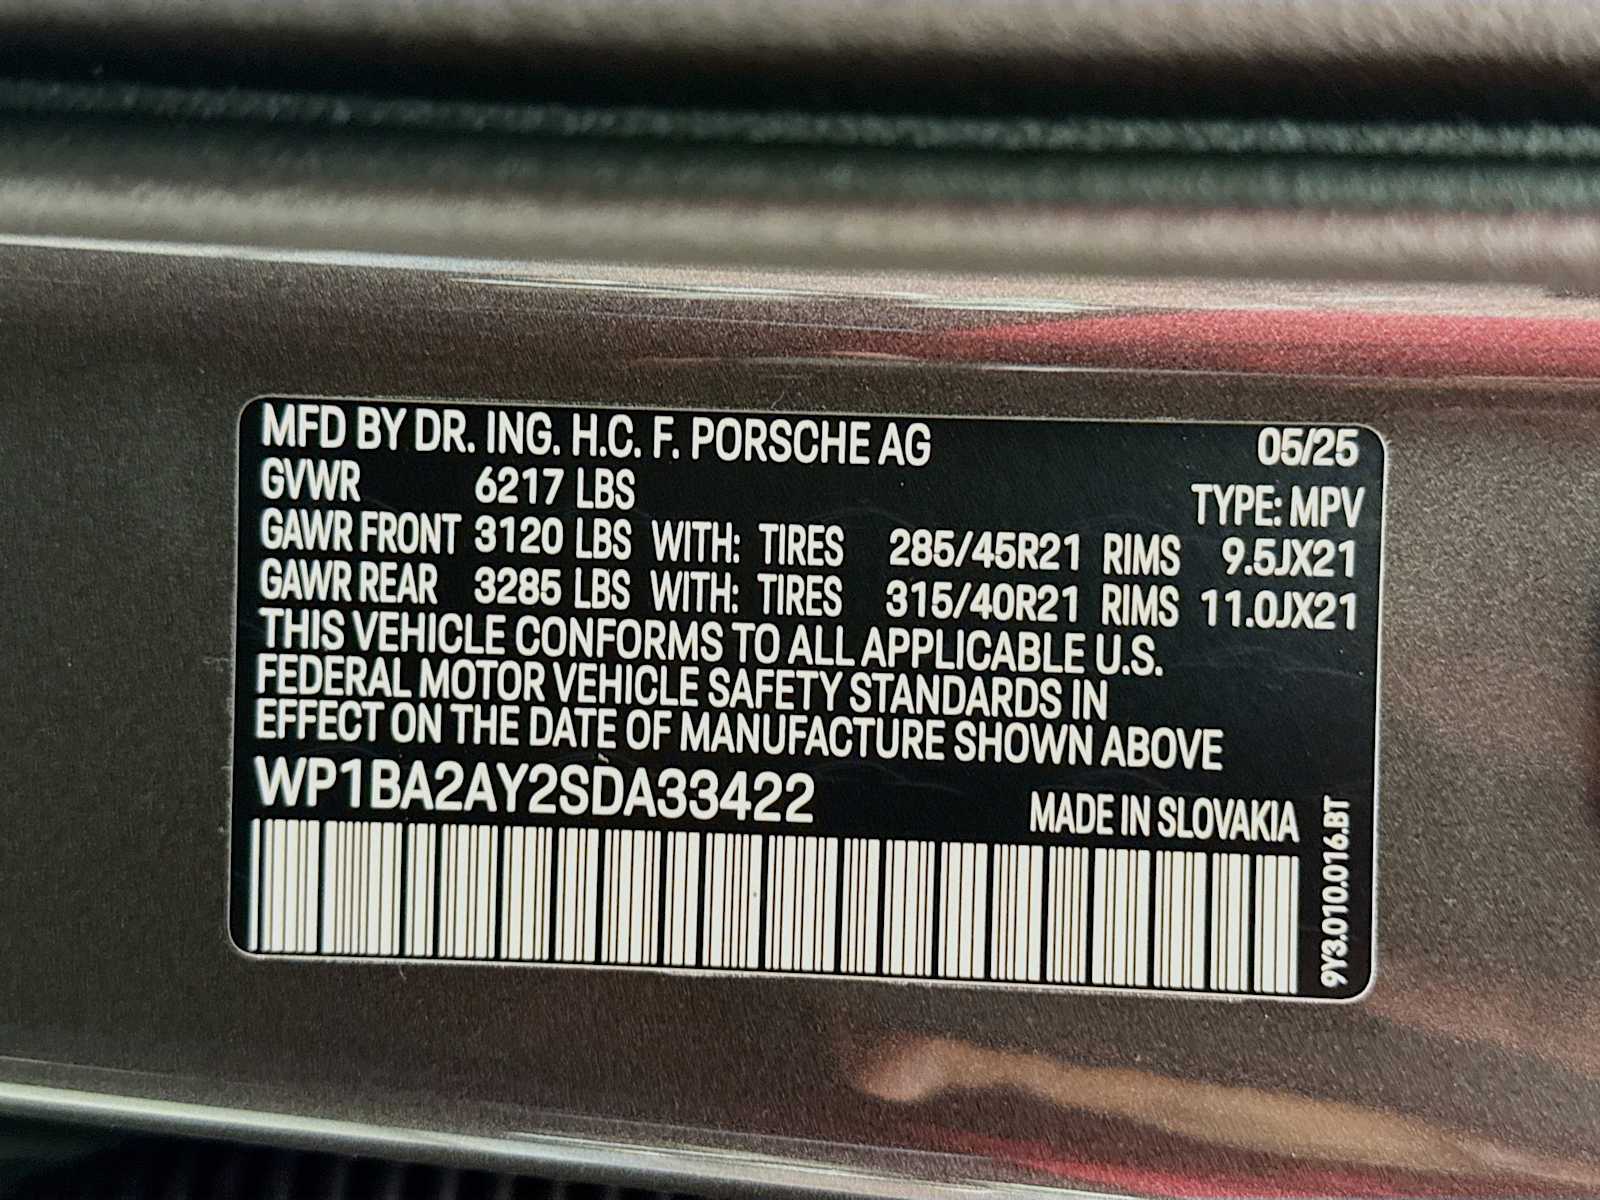 MFD BY DR. ING. H.C. F. PORSCHE AG 05/25
GVWR 6217 LBS TYPE: MPV
GAWR FRONT 3120 LBS WITH: TIRES 285/45R21 RIMS 9.5JX21
GAWR REAR 3285 LBS WITH: TIRES 315/40R21 RIMS 11.0JX21
THIS VEHICLE CONFORMS TO ALL APPLICABLE U.S.
FEDERAL MOTOR VEHICLE SAFETY STANDARDS IN
EFFECT ON THE DATE OF MANUFACTURE SHOWN ABOVE
WP1BA2AY2SDA33422 MADE IN SLOVAKIA
9Y3.010.016.BT